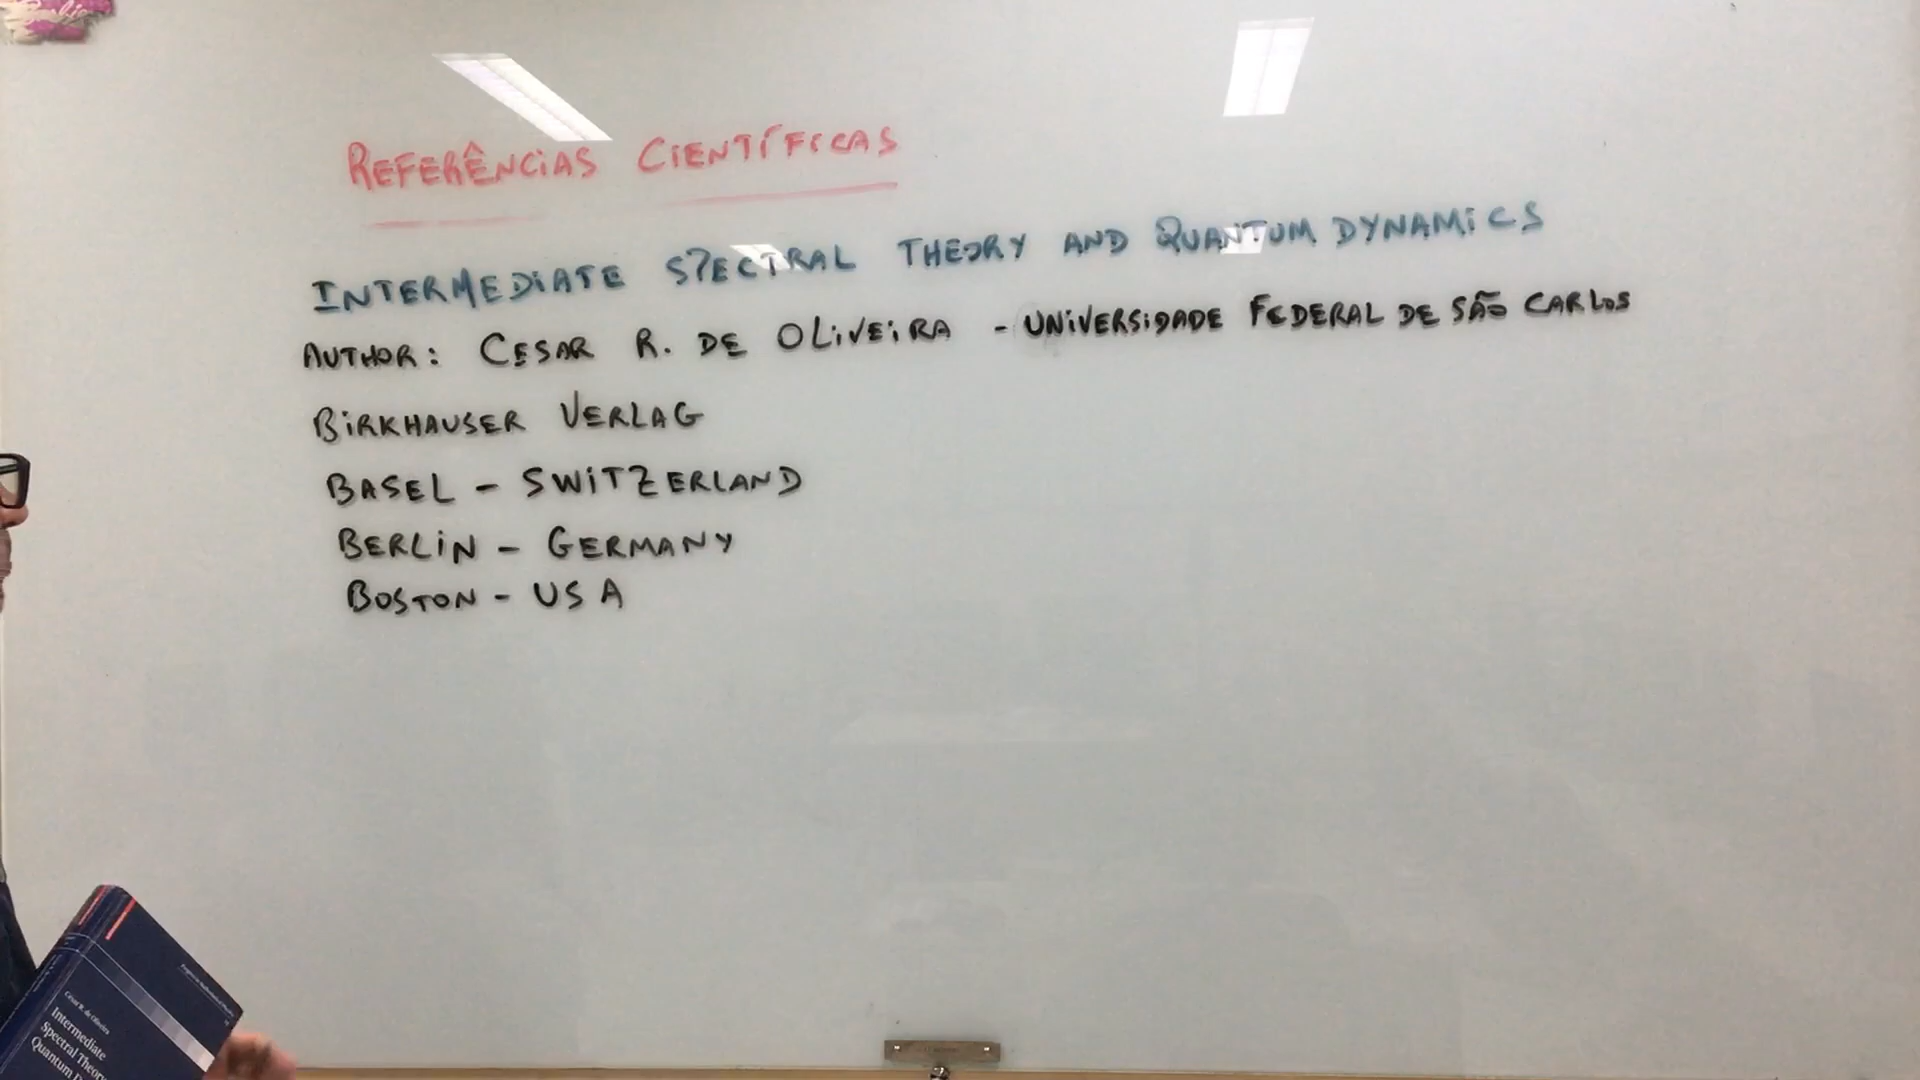 REFERÊNCIAS CIENTÍFICAS
INTERMEDIATE SPECTRAL THEORY AND QUANTUM DYNAMICS
AUTHOR: CESAR R. DE OLIVEIRA - UNIVERSIDADE FEDERAL DE SÃO CARLOS
BIRKHAUSER VERLAG
BASEL - SWITZERLAND
BERLIN - GERMANY
BOSTON - USA
César R. de Oliveira
Intermediate
Spectral Theory
Quantum